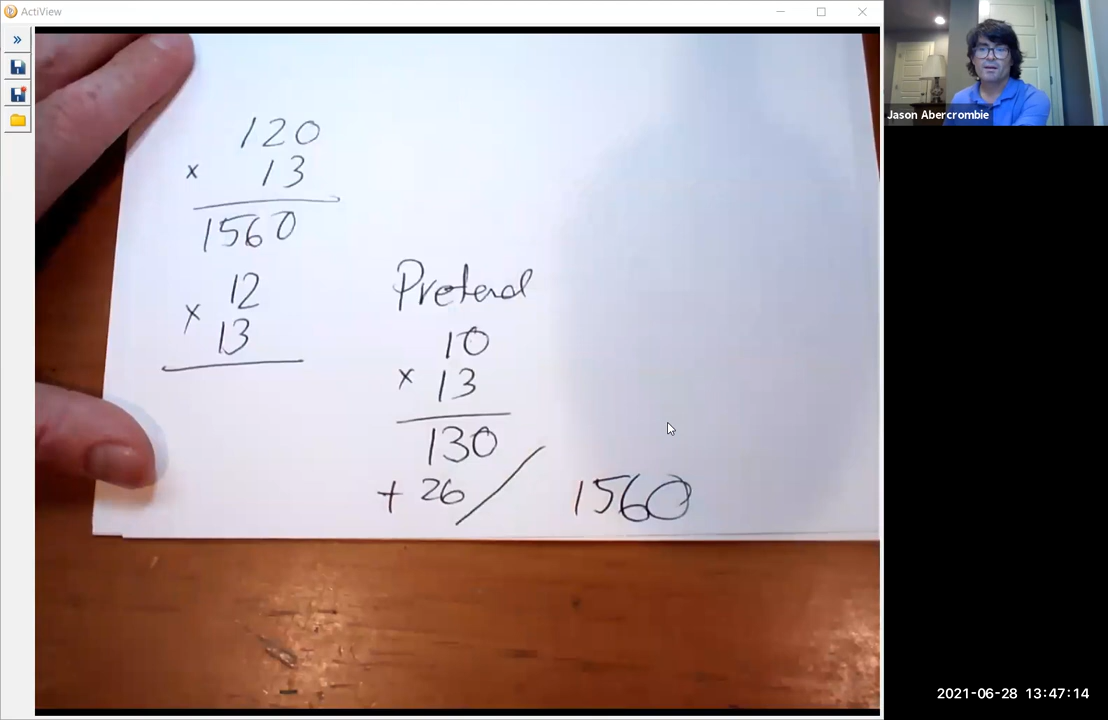 ActiView
»
120
x 13
1560
12
x 13
Pretend
10
x 13
130
+ 26 /
1560
Jason Abercrombie
2021-06-28 13:47:14